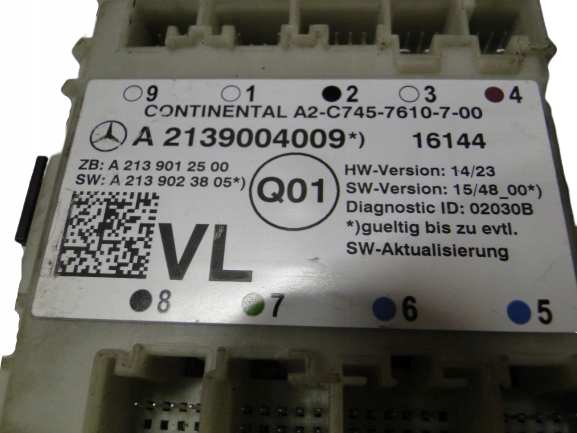 9 1 2 3 4
CONTINENTAL A2-C745-7610-7-00
A 2139004009*) 16144
ZB: A 213 901 25 00
SW: A 213 902 38 05*)
Q01
HW-Version: 14/23
SW-Version: 15/48_00*)
Diagnostic ID: 02030B
*)gueltig bis zu evtl.
SW-Aktualisierung
VL
8 7 6 5